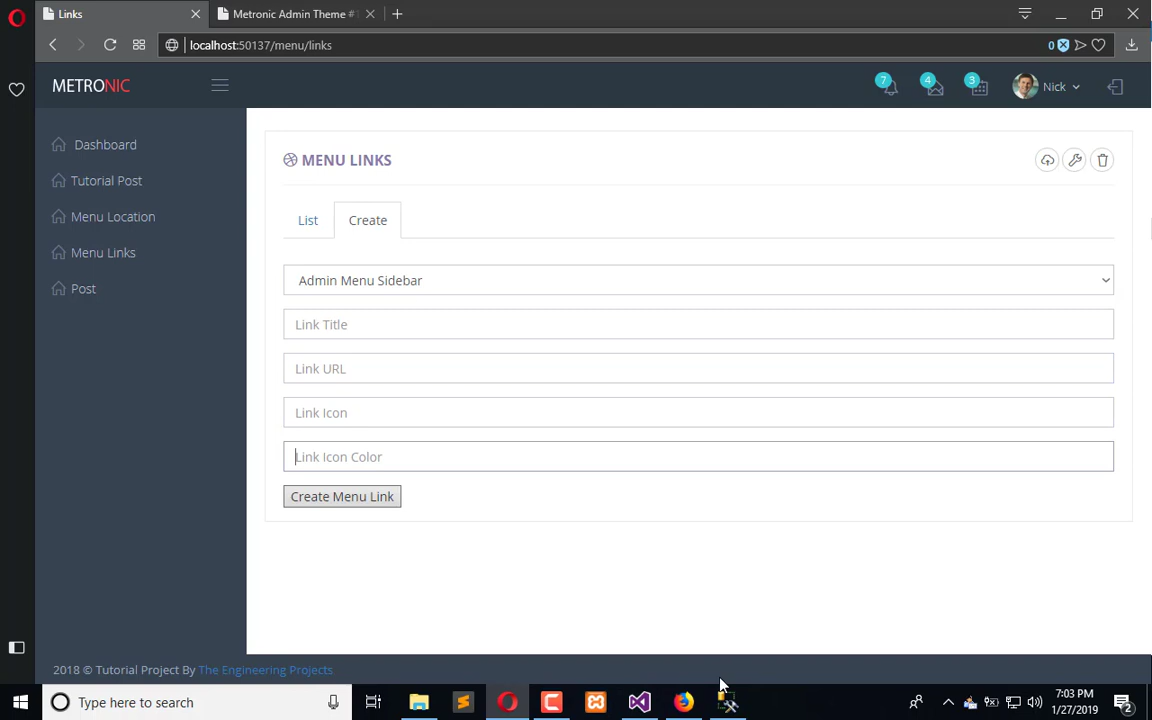 Links
Metronic Admin Theme #
localhost:50137/menu/links
0
METRONIC
7
4
3
Nick
Dashboard
Tutorial Post
Menu Location
Menu Links
Post
MENU LINKS
List
Create
Admin Menu Sidebar
Link Title
Link URL
Link Icon
Link Icon Color
Create Menu Link
2018 © Tutorial Project By The Engineering Projects
Type here to search
7:03 PM
1/27/2019
2